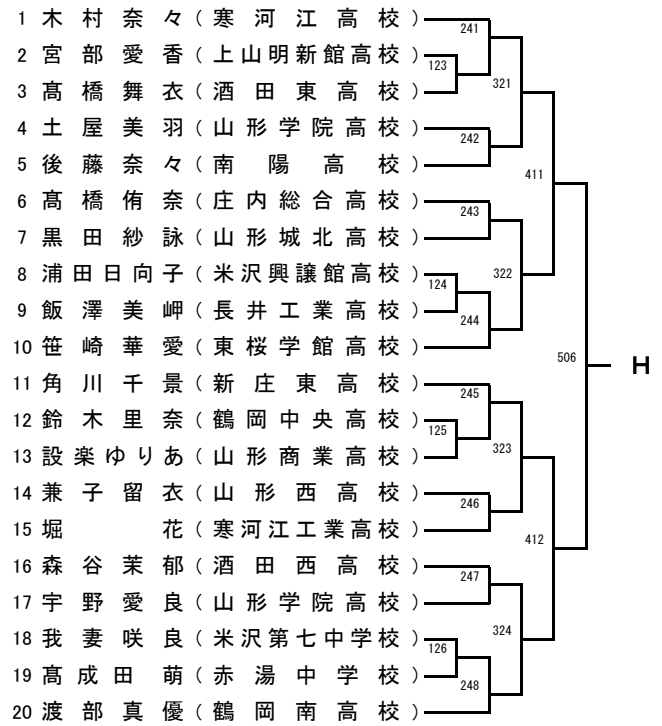 1 木村奈々(寒河江高校)
241
2 宮部愛香(上山明新館高校)
123
321
3 髙橋舞衣(酒田東高校)
4 土屋美羽(山形学院高校)
242
5 後藤奈々(南陽高校)
411
6 髙橋侑奈(庄内総合高校)
243
7 黒田紗詠(山形城北高校)
322
8 浦田日向子(米沢興譲館高校)
124
9 飯澤美岬(長井工業高校)
244
10 笹崎華愛(東桜学館高校)
506
H
11 角川千景(新庄東高校)
245
12 鈴木里奈(鶴岡中央高校)
125
323
13 設楽ゆりあ(山形商業高校)
14 兼子留衣(山形西高校)
246
15 堀花(寒河江工業高校)
412
16 森谷茉郁(酒田西高校)
247
17 宇野愛良(山形学院高校)
324
18 我妻咲良(米沢第七中学校)
126
19 髙成田萌(赤湯中学校)
248
20 渡部真優(鶴岡南高校)